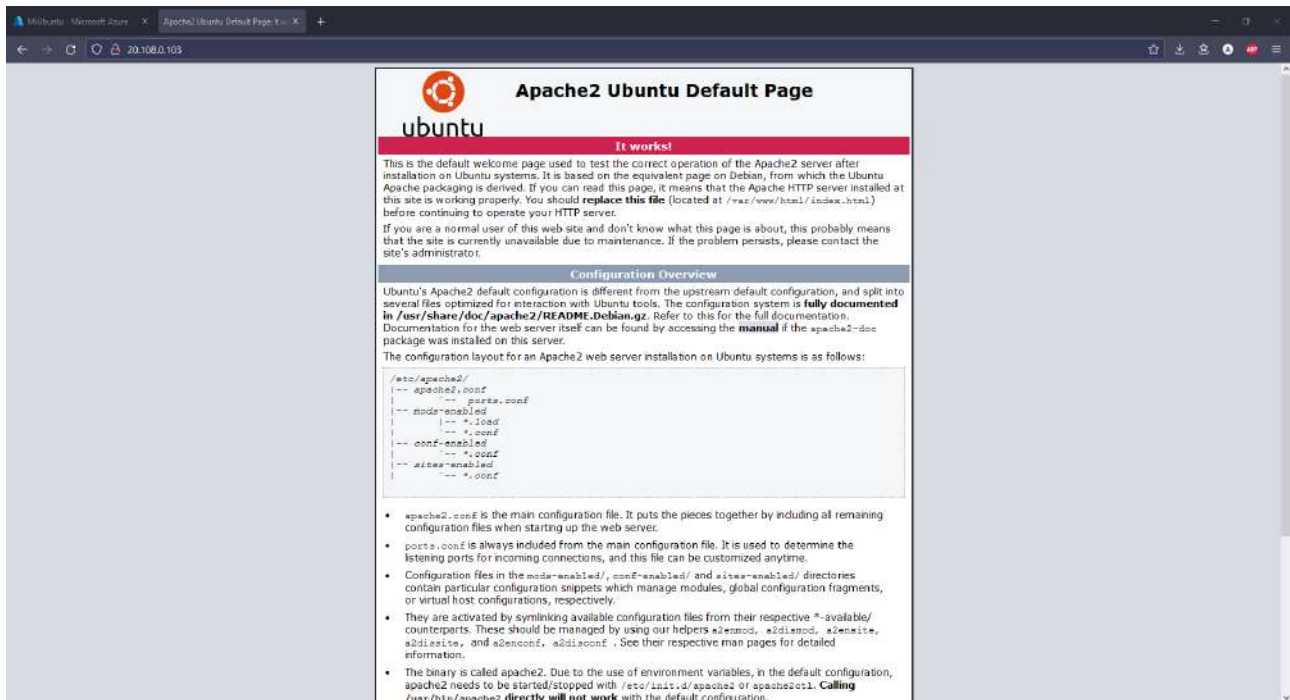 MiUbuntu - Microsoft Azure
Apache2 Ubuntu Default Page: It w
20.108.0.103
ABP
ubuntu
Apache2 Ubuntu Default Page
It works!
This is the default welcome page used to test the correct operation of the Apache2 server after
installation on Ubuntu systems. It is based on the equivalent page on Debian, from which the Ubuntu
Apache packaging is derived. If you can read this page, it means that the Apache HTTP server installed at
this site is working properly. You should replace this file (located at /var/www/html/index.html)
before continuing to operate your HTTP server.
If you are a normal user of this web site and don't know what this page is about, this probably means
that the site is currently unavailable due to maintenance. If the problem persists, please contact the
site's administrator.
Configuration Overview
Ubuntu's Apache2 default configuration is different from the upstream default configuration, and split into
several files optimized for interaction with Ubuntu tools. The configuration system is fully documented
in /usr/share/doc/apache2/README.Debian.gz. Refer to this for the full documentation.
Documentation for the web server itself can be found by accessing the manual if the apache2-doc
package was installed on this server.
The configuration layout for an Apache2 web server installation on Ubuntu systems is as follows:
/etc/apache2/
|-- apache2.conf
| `-- ports.conf
|-- mods-enabled
| |-- *.load
| `-- *.conf
|-- conf-enabled
| `-- *.conf
|-- sites-enabled
| `-- *.conf
• apache2.conf is the main configuration file. It puts the pieces together by including all remaining
configuration files when starting up the web server.
• ports.conf is always included from the main configuration file. It is used to determine the
listening ports for incoming connections, and this file can be customized anytime.
• Configuration files in the mods-enabled/, conf-enabled/ and sites-enabled/ directories
contain particular configuration snippets which manage modules, global configuration fragments,
or virtual host configurations, respectively.
• They are activated by symlinking available configuration files from their respective *-available/
counterparts. These should be managed by using our helpers a2enmod, a2dismod, a2ensite,
a2dissite, and a2enconf, a2disconf . See their respective man pages for detailed
information.
• The binary is called apache2. Due to the use of environment variables, in the default configuration,
apache2 needs to be started/stopped with /etc/init.d/apache2 or apache2ctl. Calling
/usr/bin/apache2 directly will not work with the default configuration.